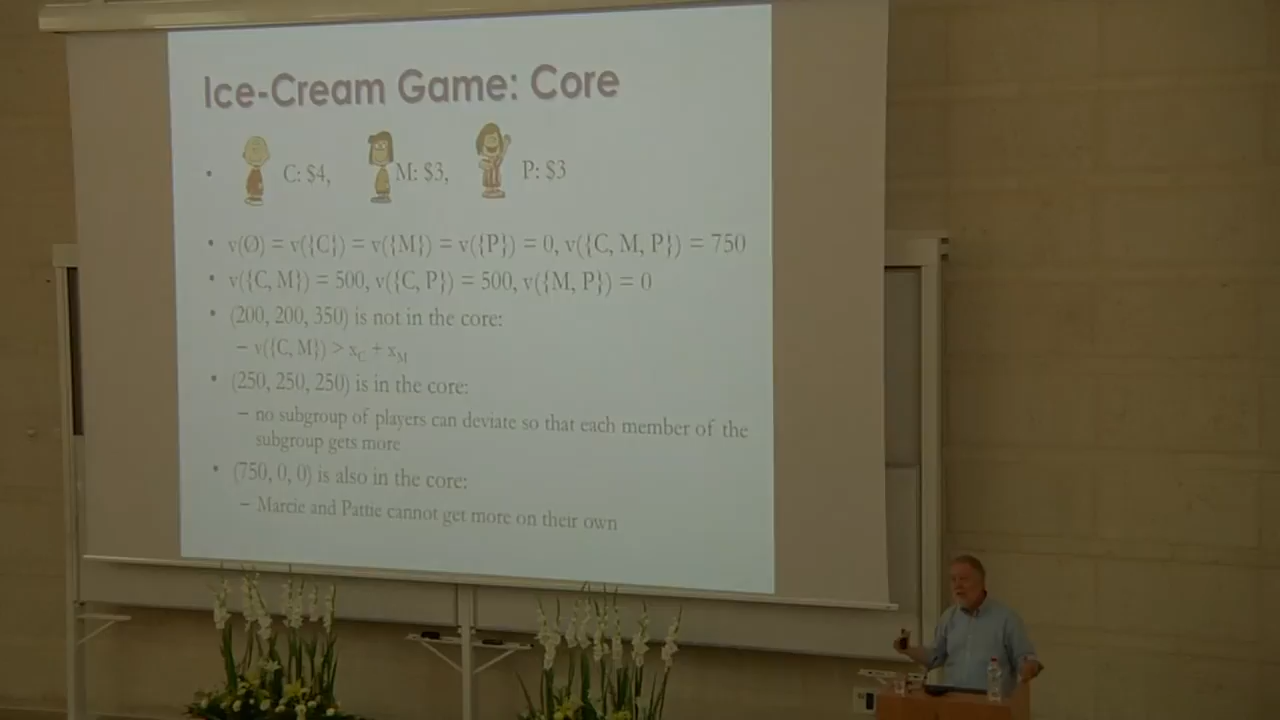 Ice-Cream Game: Core
• C: $4, M: $3, P: $3
• v(Ø) = v({C}) = v({M}) = v({P}) = 0, v({C, M, P}) = 750
• v({C, M}) = 500, v({C, P}) = 500, v({M, P}) = 0
• (200, 200, 350) is not in the core:
– v({C, M}) > x_C + x_M
• (250, 250, 250) is in the core:
– no subgroup of players can deviate so that each member of the
subgroup gets more
• (750, 0, 0) is also in the core:
– Marcie and Pattie cannot get more on their own